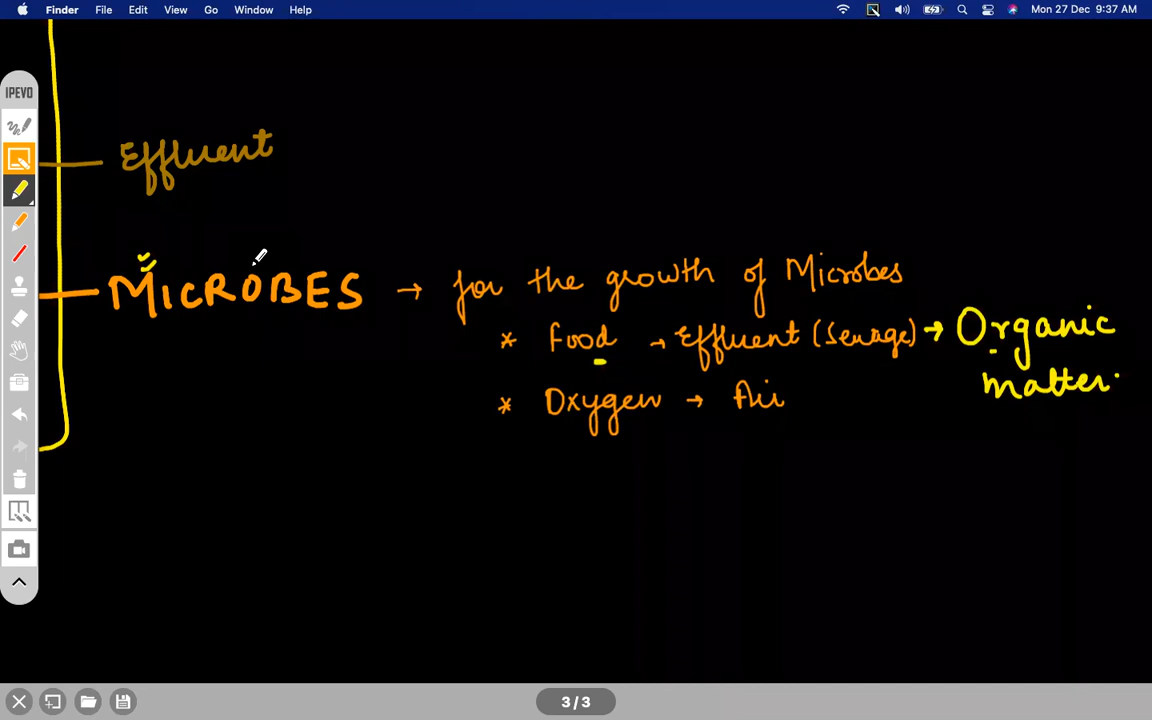 Finder File Edit View Go Window Help Mon 27 Dec 9:37 AM
IPEVO
Effluent
MICROBES → for the growth of Microbes
* Food → Effluent (Sewage) → Organic matter.
* Oxygen → Air
3/3